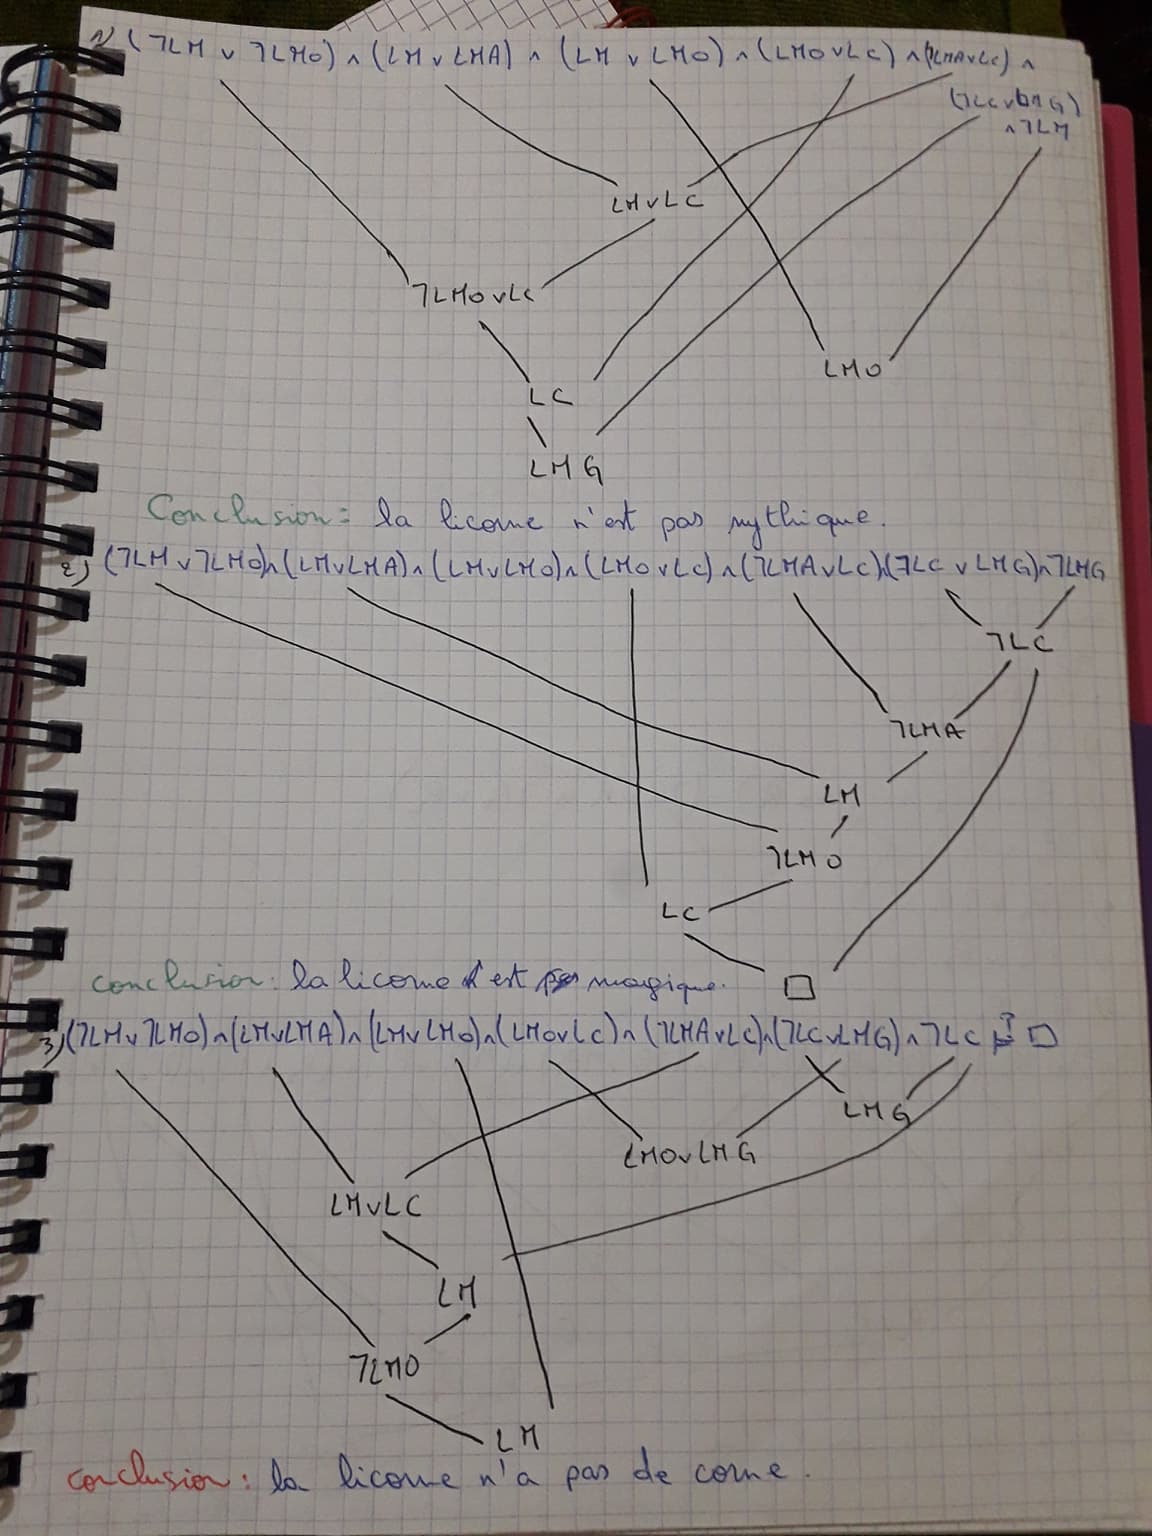 1) (⌉LM v ⌉LMO) ∧ (LM v LMA) ∧ (LM v LMO) ∧ (LMO v LC) ∧ (⌉LMA v LC) ∧
(⌉LC v LMG)
∧ ⌉LM
LM v LC
⌉LMO v LC
LMO
LC
LMG
Conclusion = la licorne n'est pas mythique.
2) (⌉LM v ⌉LMO) ∧ (LM v LMA) ∧ (LM v LMO) ∧ (LMO v LC) ∧ (⌉LMA v LC) ∧ (⌉LC v LMG) ∧ ⌉LMG
⌉LC
⌉LMA
LM
⌉LMO
LC
conclusion : la licorne est magique. □
3) (⌉LM v ⌉LMO) ∧ (LM v LMA) ∧ (LM v LMO) ∧ (LMO v LC) ∧ (⌉LMA v LC) ∧ (⌉LC v LMG) ∧ ⌉LC □
LMG
LMO v LMG
LM v LC
LM
⌉LMO
LM
conclusion : la licorne n'a pas de corne.